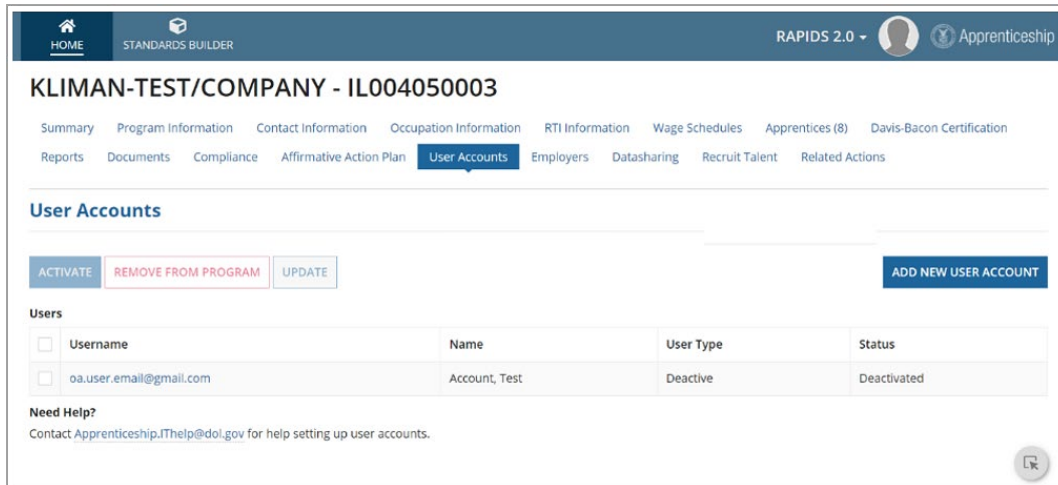 HOME STANDARDS BUILDER RAPIDS 2.0 Apprenticeship
KLIMAN-TEST/COMPANY - IL004050003
Summary Program Information Contact Information Occupation Information RTI Information Wage Schedules Apprentices (8) Davis-Bacon Certification
Reports Documents Compliance Affirmative Action Plan User Accounts Employers Datasharing Recruit Talent Related Actions
User Accounts
ACTIVATE REMOVE FROM PROGRAM UPDATE ADD NEW USER ACCOUNT
Users
Username Name User Type Status
oa.user.email@gmail.com Account, Test Deactive Deactivated
Need Help?
Contact Apprenticeship.IThelp@dol.gov for help setting up user accounts.